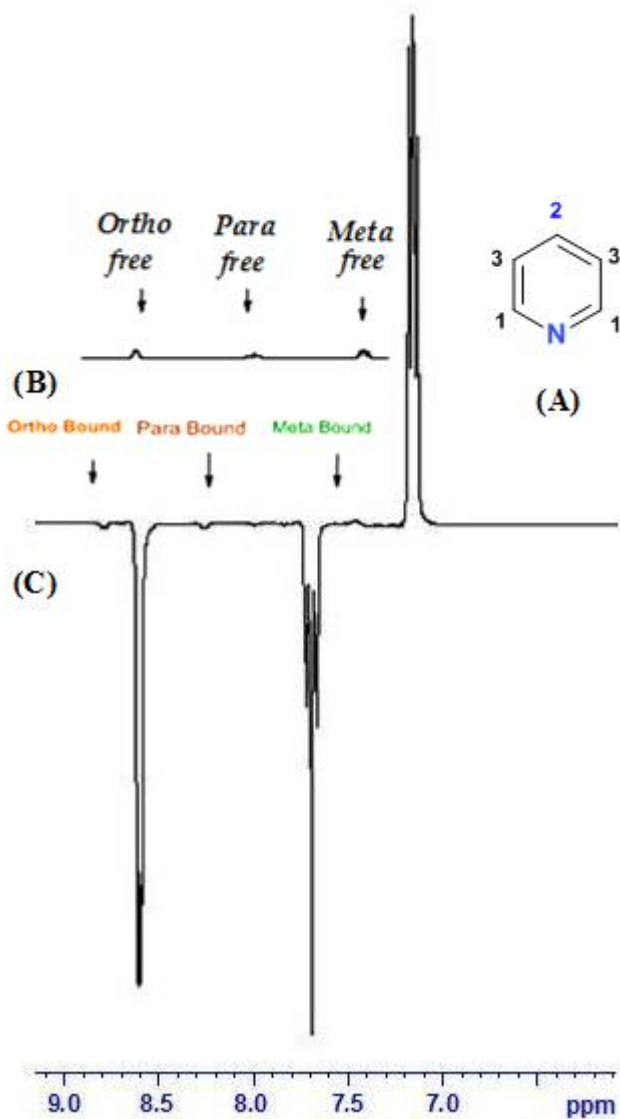 Ortho free
Para free
Meta free
2
3 3
1 1
N
(A)
(B)
Ortho Bound Para Bound Meta Bound
(C)
9.0 8.5 8.0 7.5 7.0 ppm